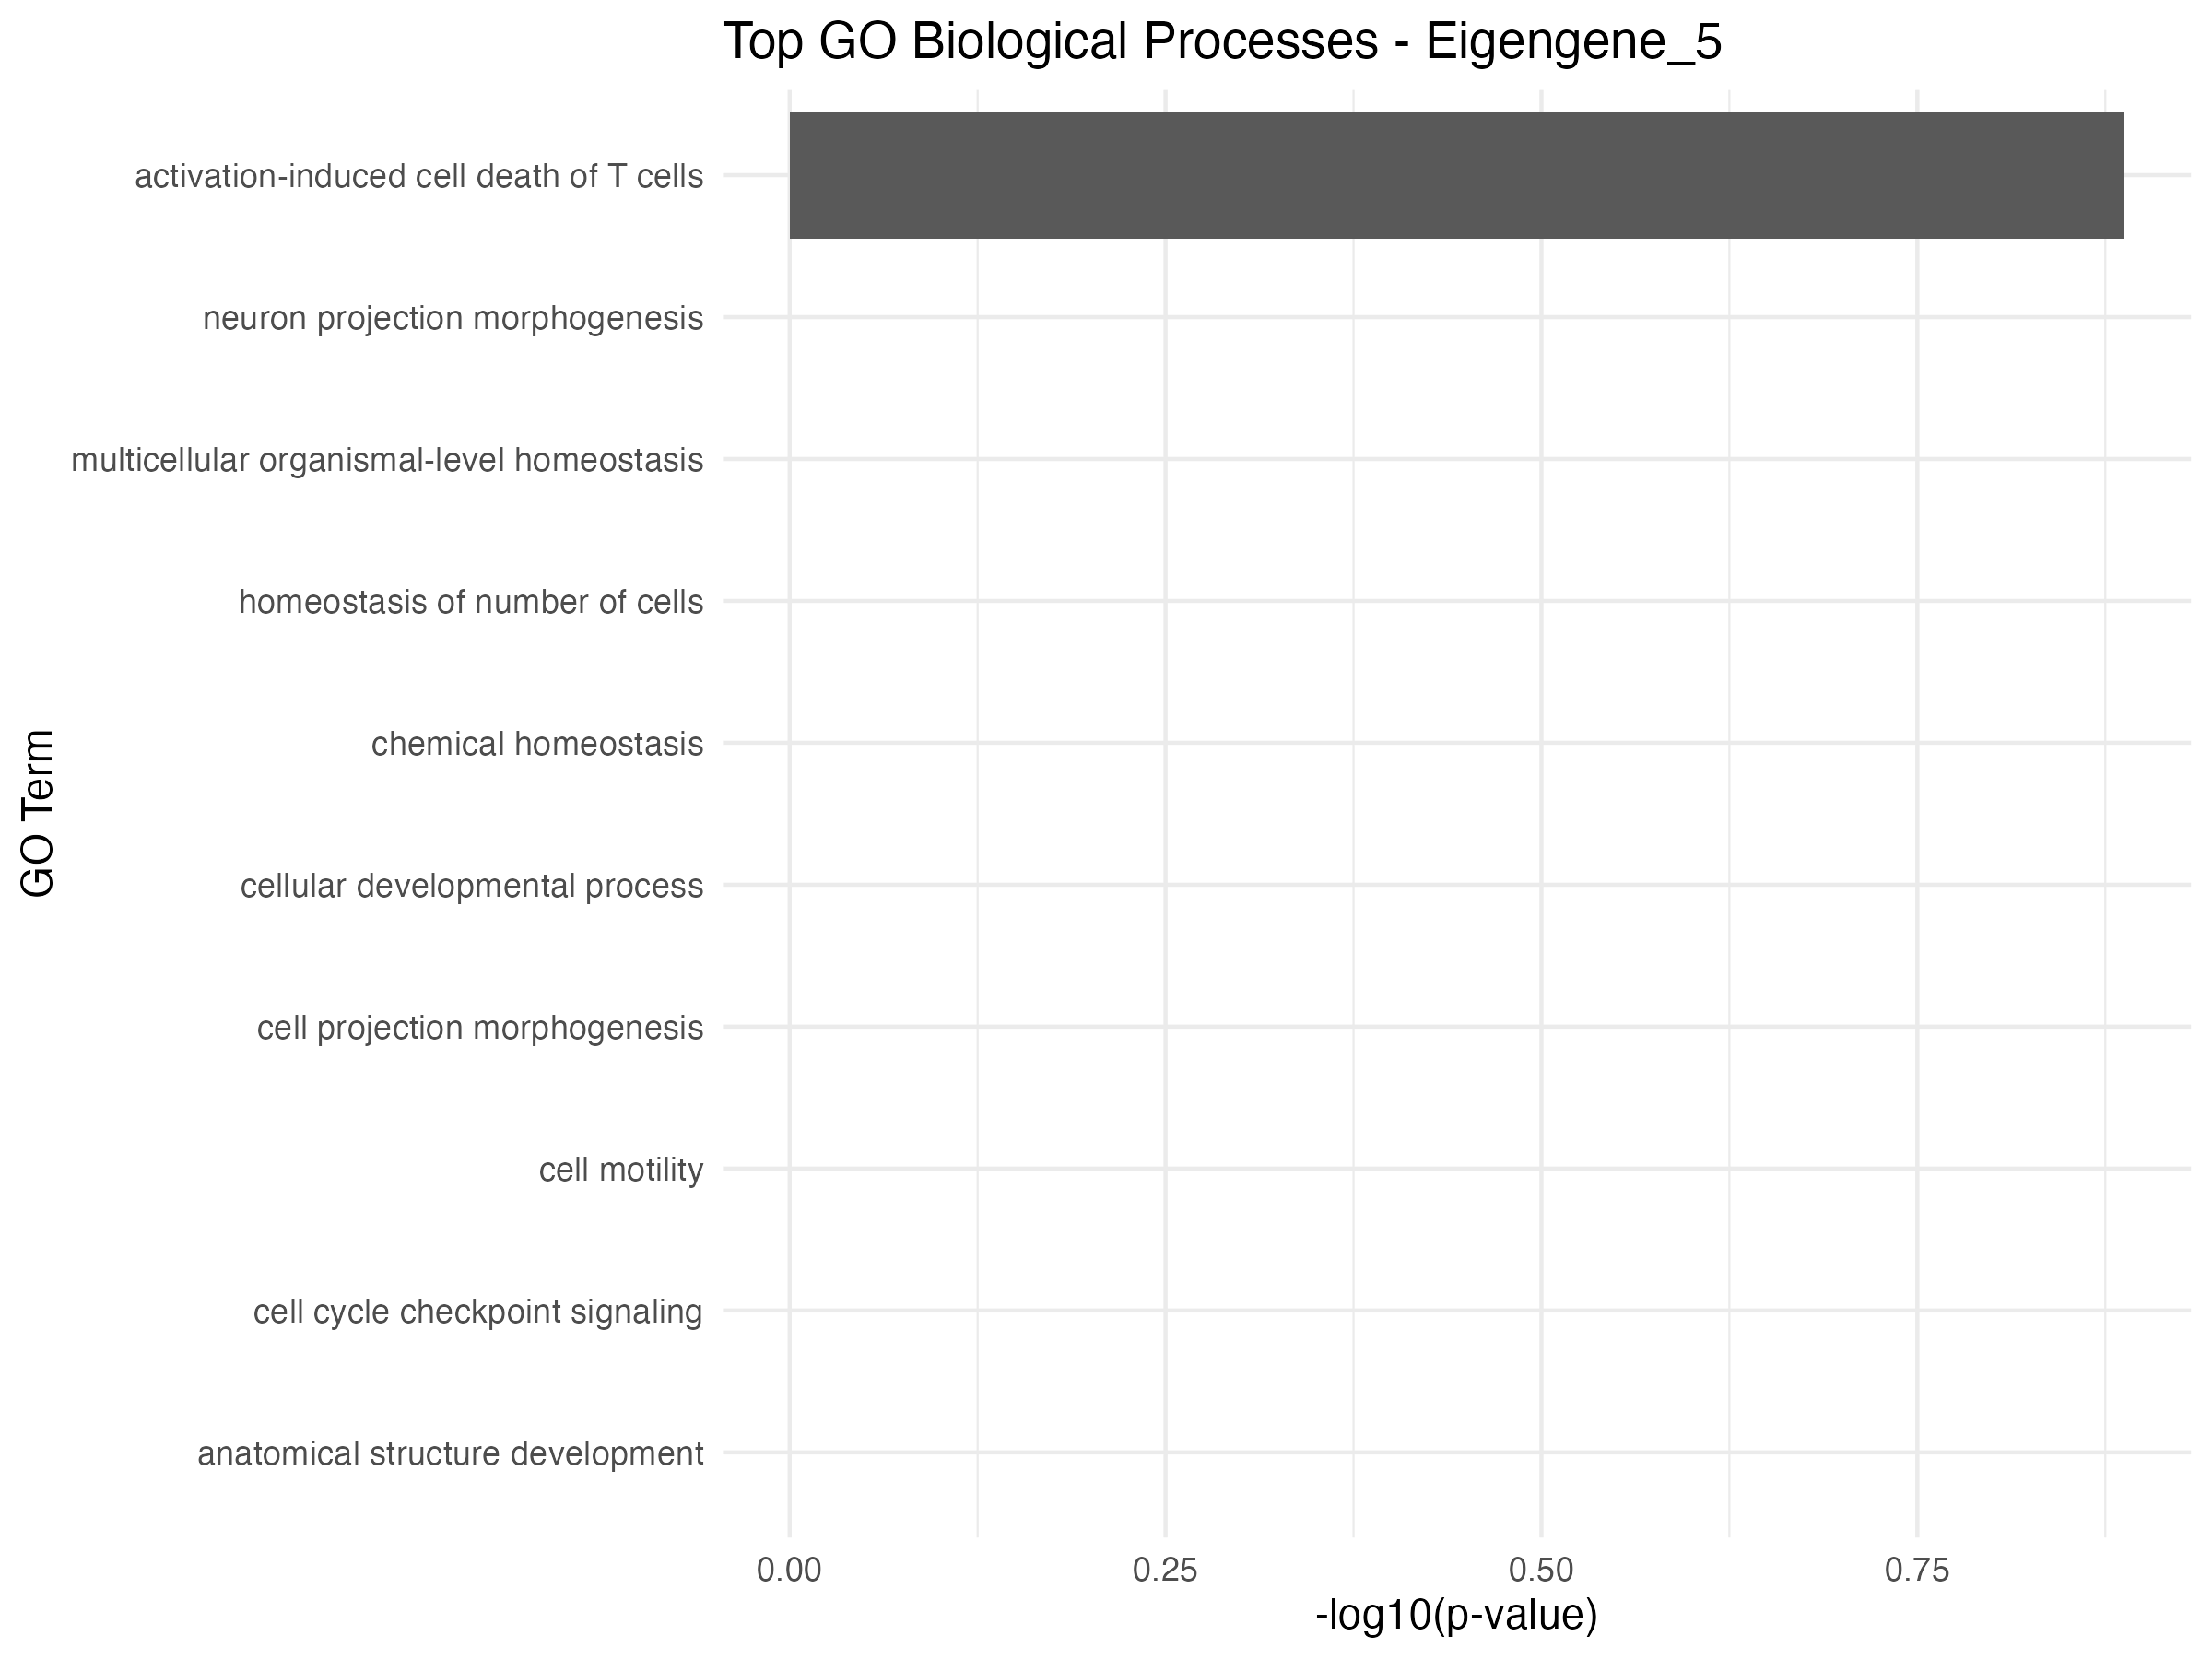 Top GO Biological Processes - Eigengene_5
activation-induced cell death of T cells
neuron projection morphogenesis
multicellular organismal-level homeostasis
homeostasis of number of cells
chemical homeostasis
cellular developmental process
cell projection morphogenesis
cell motility
cell cycle checkpoint signaling
anatomical structure development
GO Term
0.00 0.25 0.50 0.75
-log10(p-value)